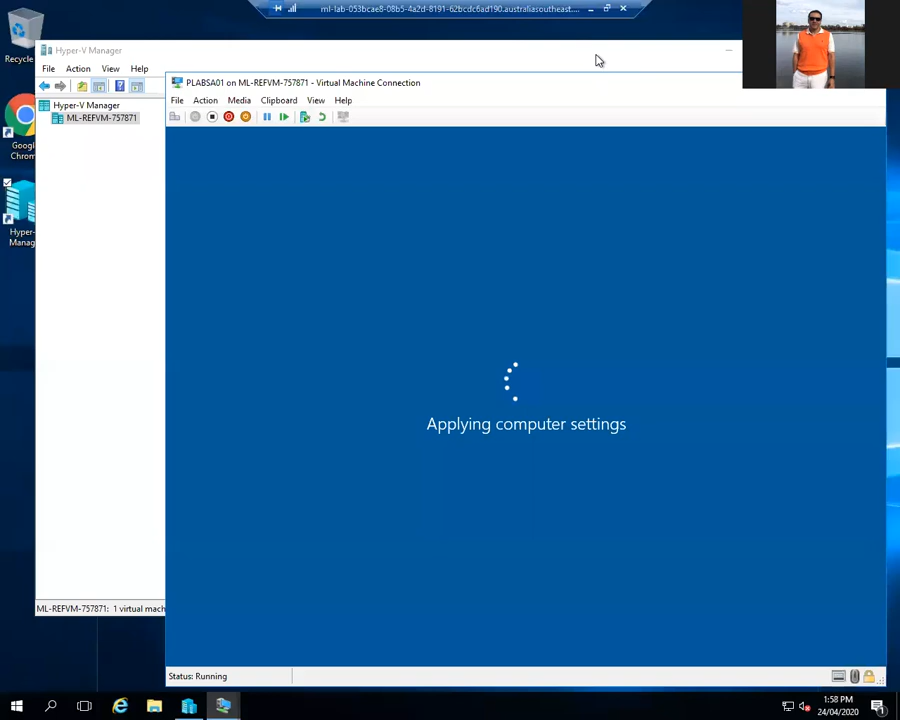 ml-lab-053bcae8-08b5-4a2d-8191-62bcdc6ad190.australiasoutheast....
Recycle
Hyper-V Manager
File Action View Help
Hyper-V Manager
ML-REFVM-757871
Google
Chrom
Hyper-
Manag
PLABSA01 on ML-REFVM-757871 - Virtual Machine Connection
File Action Media Clipboard View Help
Applying computer settings
ML-REFVM-757871: 1 virtual mach
Status: Running
1:58 PM
24/04/2020
1